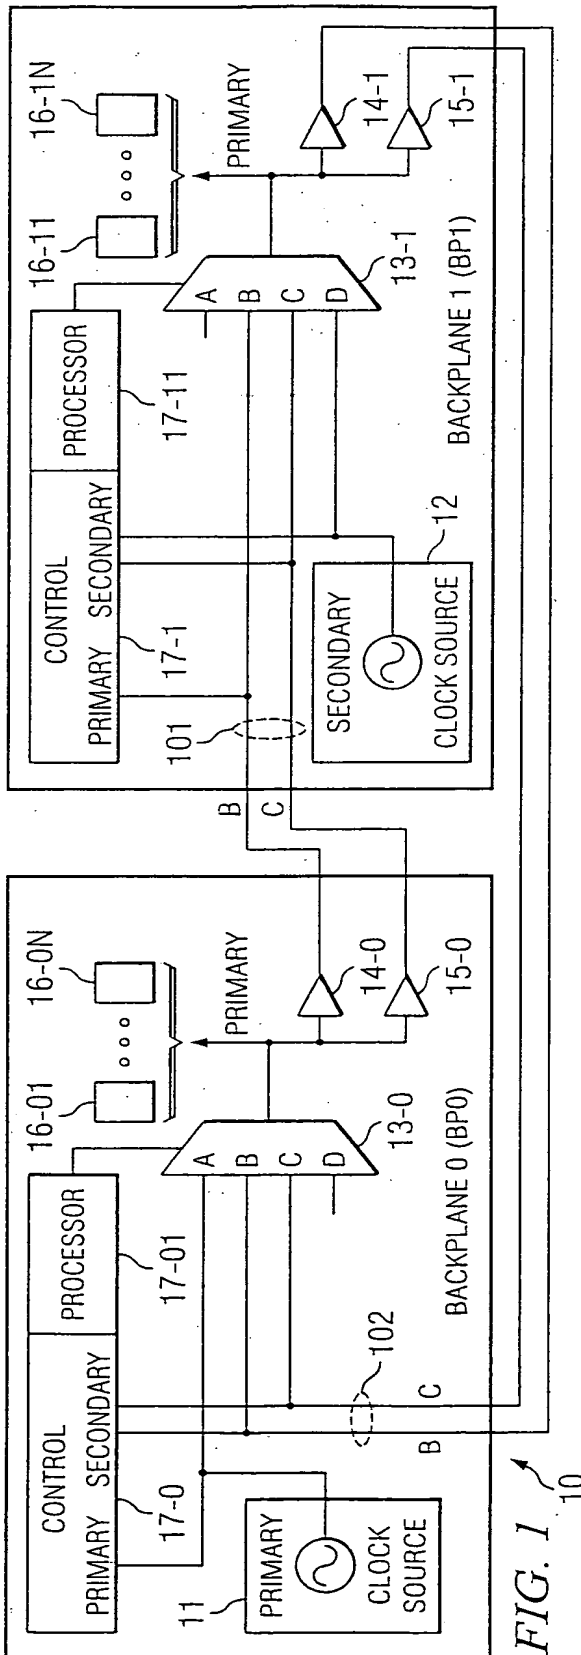 FIG. 1
10
BACKPLANE 0 (BP0)
CONTROL
PRIMARY SECONDARY
PROCESSOR
17-0
17-01
16-01
16-0N
PRIMARY
A
B
C
D
13-0
14-0
15-0
11
PRIMARY
CLOCK
SOURCE
102
B
C
B
C
BACKPLANE 1 (BP1)
CONTROL
PRIMARY SECONDARY
PROCESSOR
17-1
17-11
16-11
16-1N
PRIMARY
A
B
C
D
13-1
14-1
15-1
101
SECONDARY
CLOCK SOURCE
12